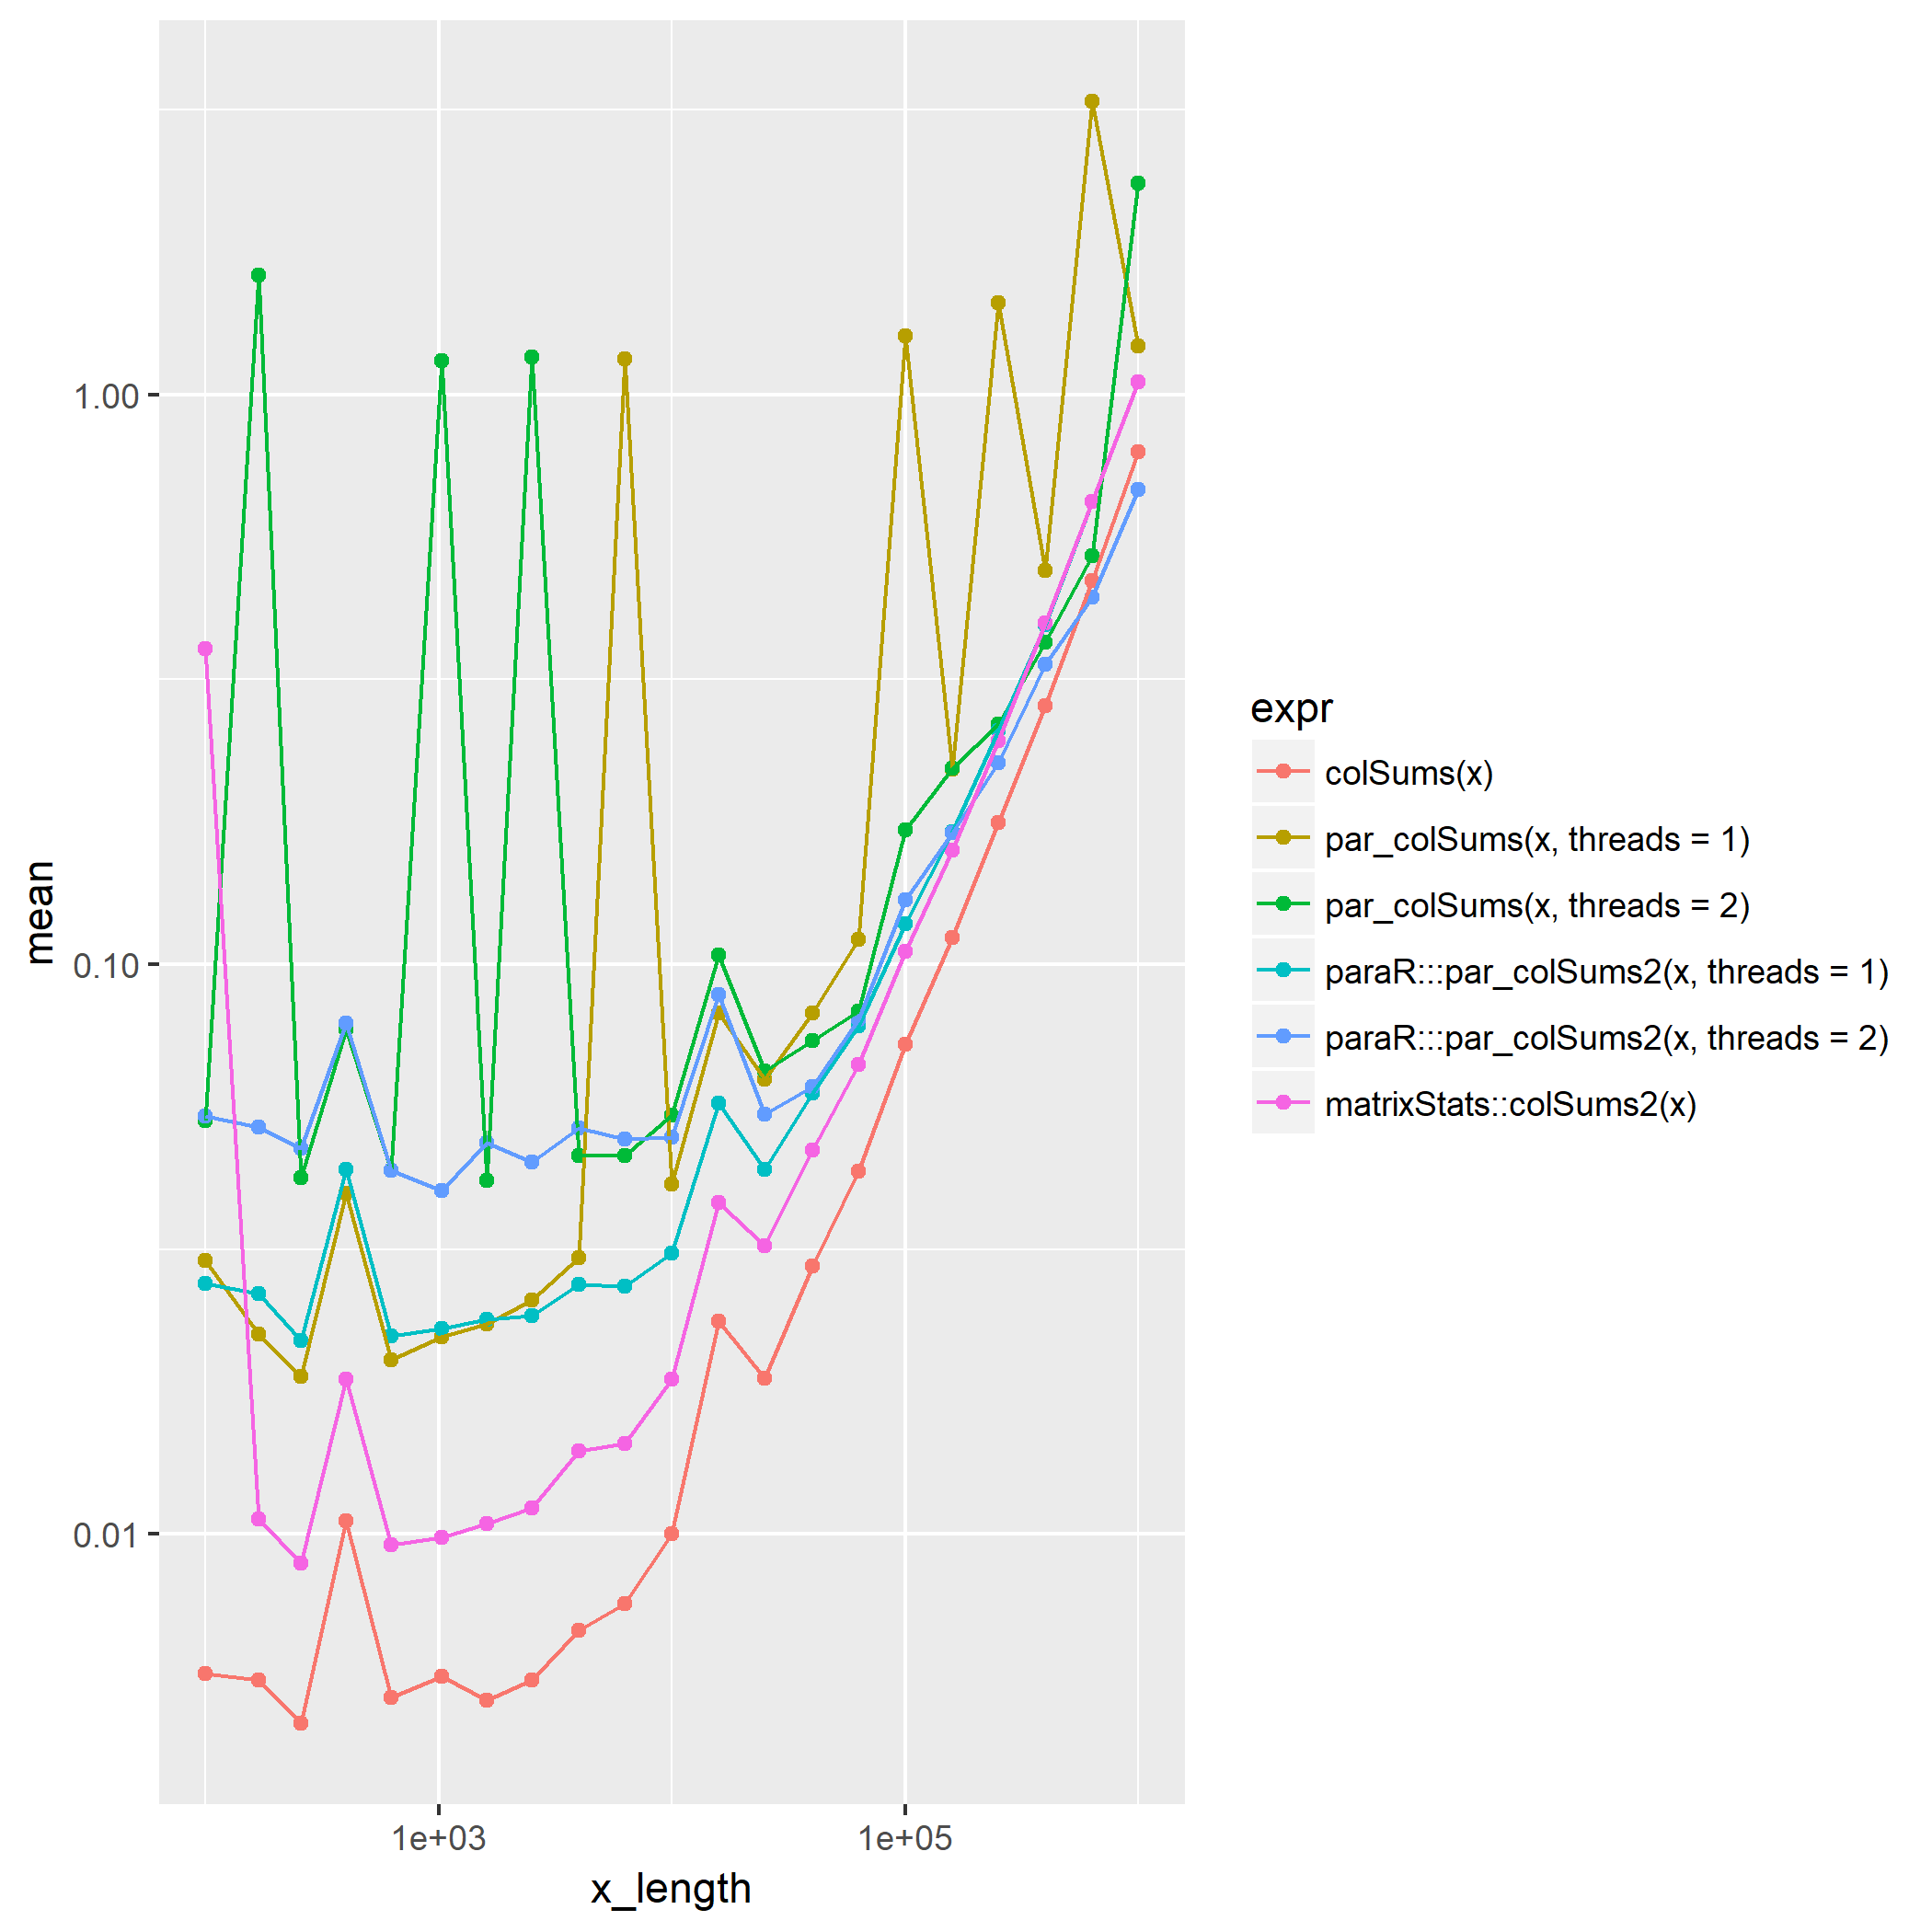 mean
1.00
0.10
0.01
1e+03
1e+05
x_length
expr
colSums(x)
par_colSums(x, threads = 1)
par_colSums(x, threads = 2)
paraR:::par_colSums2(x, threads = 1)
paraR:::par_colSums2(x, threads = 2)
matrixStats::colSums2(x)